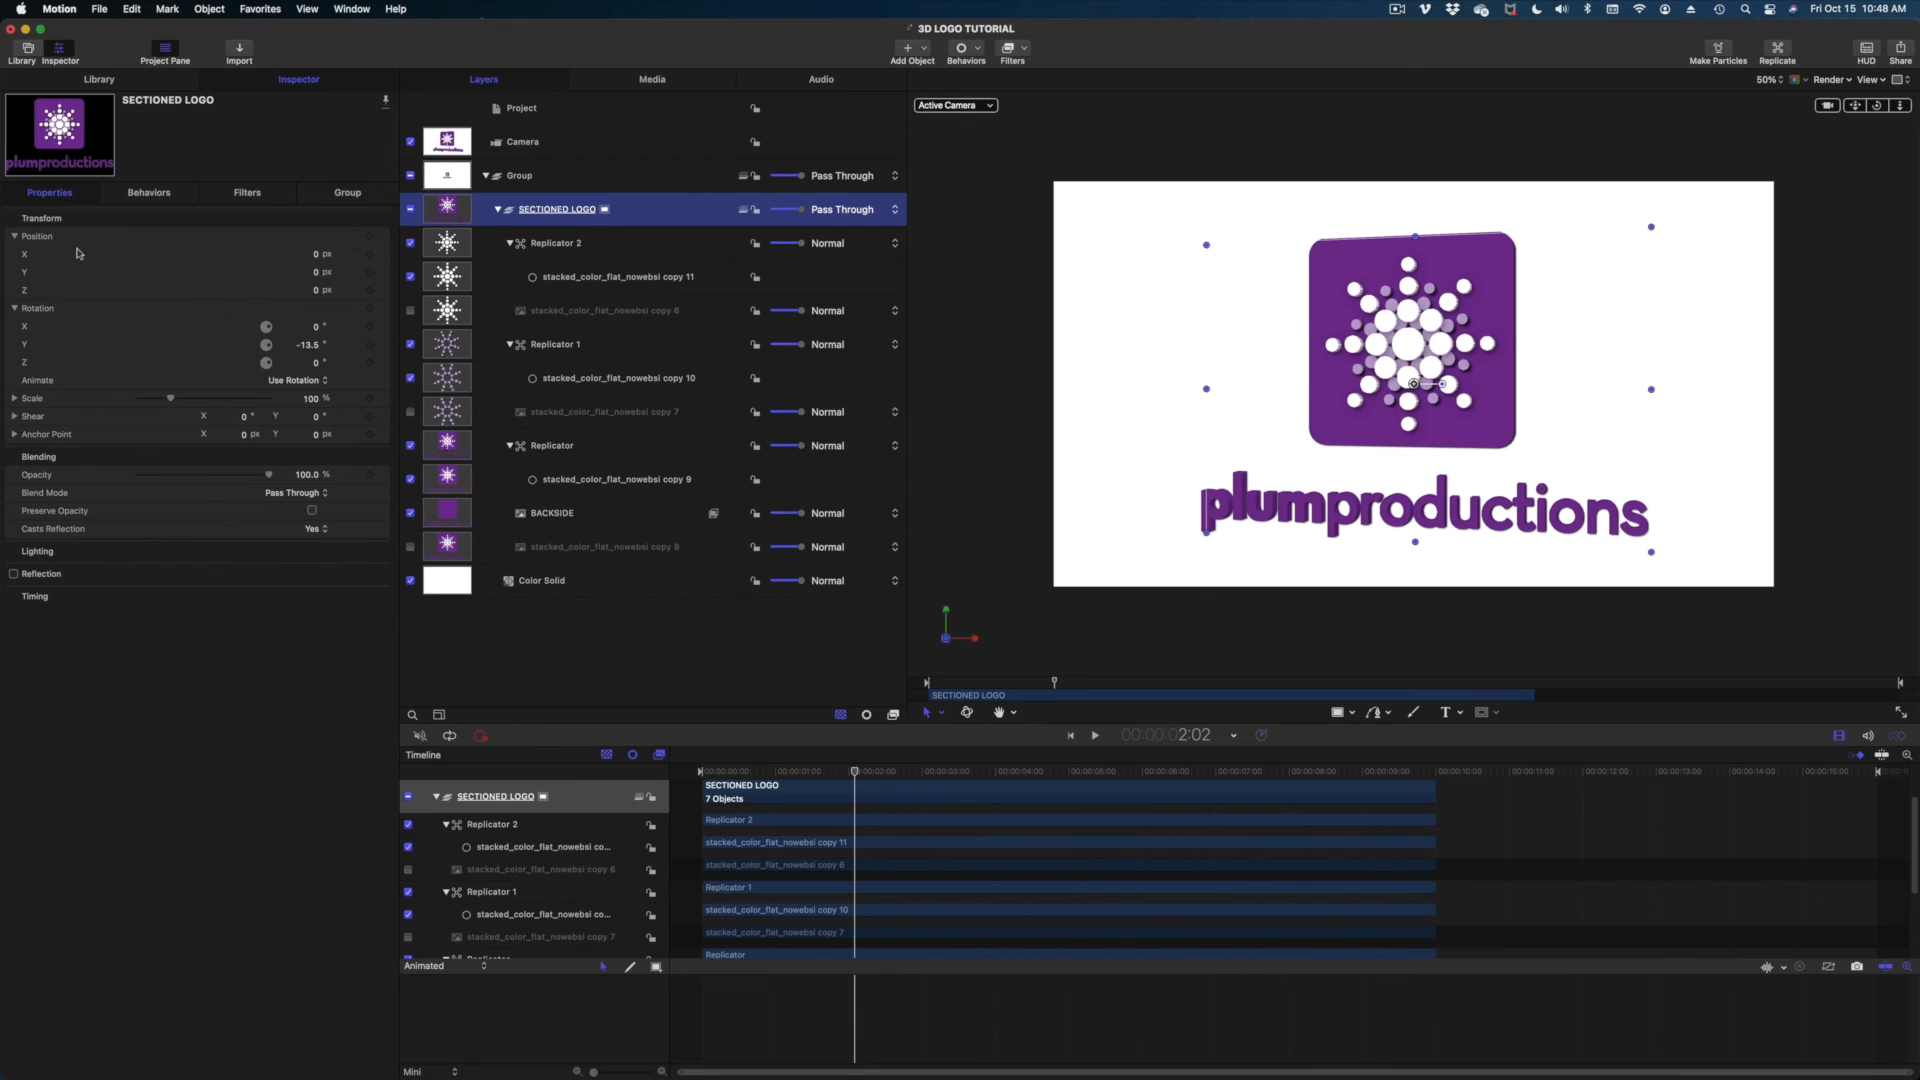 Motion File Edit Mark Object Favorites View Window Help Fri Oct 15 10:48 AM
3D LOGO TUTORIAL
Library Inspector Project Pane Import Add Object Behaviors Filters Make Particles Replicate HUD Share
Library Inspector Layers Media Audio 50% Render View
SECTIONED LOGO
plumproductions
Properties Behaviors Filters Group
Transform
Position
X 0 px
Y 0 px
Z 0 px
Rotation
X 0 °
Y -13.5 °
Z 0 °
Animate Use Rotation
Scale 100 %
Shear X 0 ° Y 0 °
Anchor Point X 0 px Y 0 px
Blending
Opacity 100.0 %
Blend Mode Pass Through
Preserve Opacity
Casts Reflection Yes
Lighting
Reflection
Timing
Project
Camera
Group Pass Through
SECTIONED LOGO Pass Through
Replicator 2 Normal
stacked_color_flat_nowebsi copy 11
stacked_color_flat_nowebsi copy 6 Normal
Replicator 1 Normal
stacked_color_flat_nowebsi copy 10
stacked_color_flat_nowebsi copy 7 Normal
Replicator Normal
stacked_color_flat_nowebsi copy 9
BACKSIDE Normal
stacked_color_flat_nowebsi copy 8 Normal
Color Solid Normal
Active Camera
plumproductions
SECTIONED LOGO
T
00:00:00:02:02
Timeline
00:00:00:00 00:00:01:00 00:00:02:00 00:00:03:00 00:00:04:00 00:00:05:00 00:00:06:00 00:00:07:00 00:00:08:00 00:00:09:00 00:00:10:00 00:00:11:00 00:00:12:00 00:00:13:00 00:00:14:00 00:00:15:00
SECTIONED LOGO
Replicator 2
stacked_color_flat_nowebsi co...
stacked_color_flat_nowebsi copy 6
Replicator 1
stacked_color_flat_nowebsi co...
stacked_color_flat_nowebsi copy 7
SECTIONED LOGO
7 Objects
Replicator 2
stacked_color_flat_nowebsi copy 11
stacked_color_flat_nowebsi copy 6
Replicator 1
stacked_color_flat_nowebsi copy 10
stacked_color_flat_nowebsi copy 7
Replicator
Animated
Mini